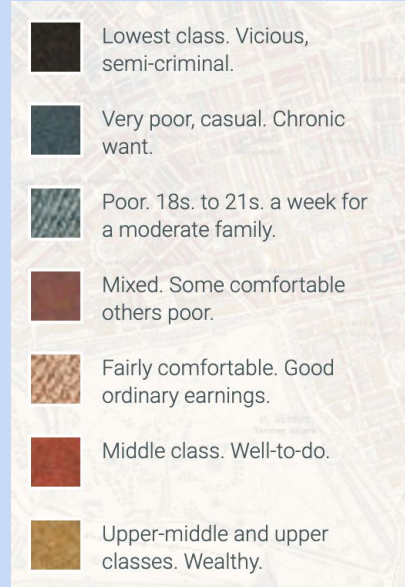 Lowest class. Vicious,
semi-criminal.
Very poor, casual. Chronic
want.
Poor. 18s. to 21s. a week for
a moderate family.
Mixed. Some comfortable
others poor.
Fairly comfortable. Good
ordinary earnings.
Middle class. Well-to-do.
Upper-middle and upper
classes. Wealthy.